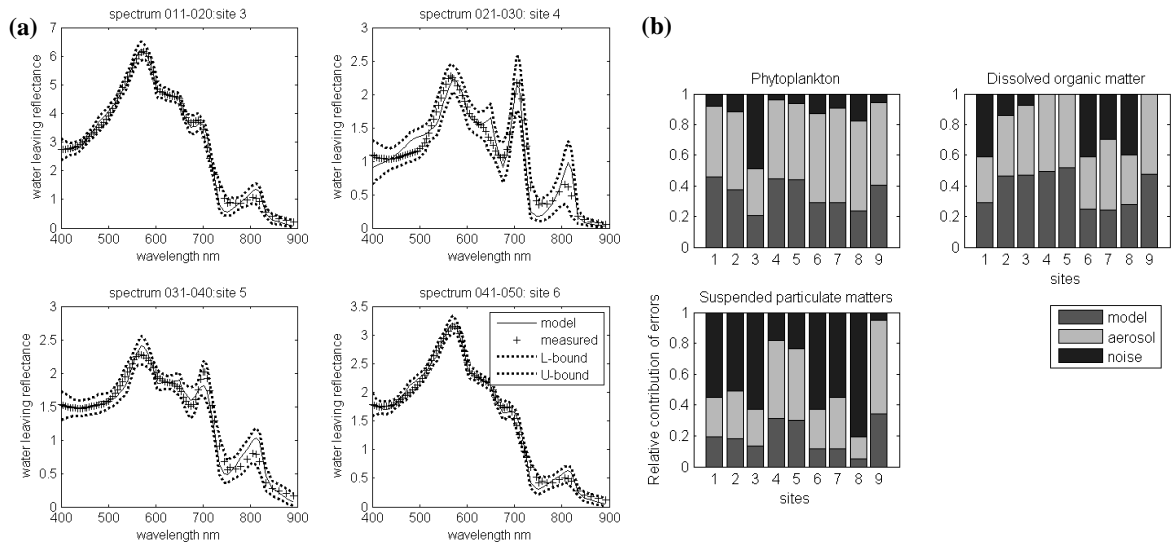 (a)
spectrum 011-020:site 3
water leaving reflectance
7
6
5
4
3
2
1
0
400 500 600 700 800 900
wavelength nm
spectrum 021-030: site 4
water leaving reflectance
3
2.5
2
1.5
1
0.5
0
400 500 600 700 800 900
wavelength nm
spectrum 031-040:site 5
water leaving reflectance
3
2.5
2
1.5
1
0.5
0
400 500 600 700 800 900
wavelength nm
spectrum 041-050: site 6
water leaving reflectance
3.5
3
2.5
2
1.5
1
0.5
0
model
measured
L-bound
U-bound
400 500 600 700 800 900
wavelength nm
(b)
Phytoplankton
1
0.8
0.6
0.4
0.2
0
1 2 3 4 5 6 7 8 9
Dissolved organic matter
1
0.8
0.6
0.4
0.2
0
1 2 3 4 5 6 7 8 9
sites
Suspended particulate matters
Relative contribution of errors
1
0.8
0.6
0.4
0.2
0
1 2 3 4 5 6 7 8 9
sites
model
aerosol
noise